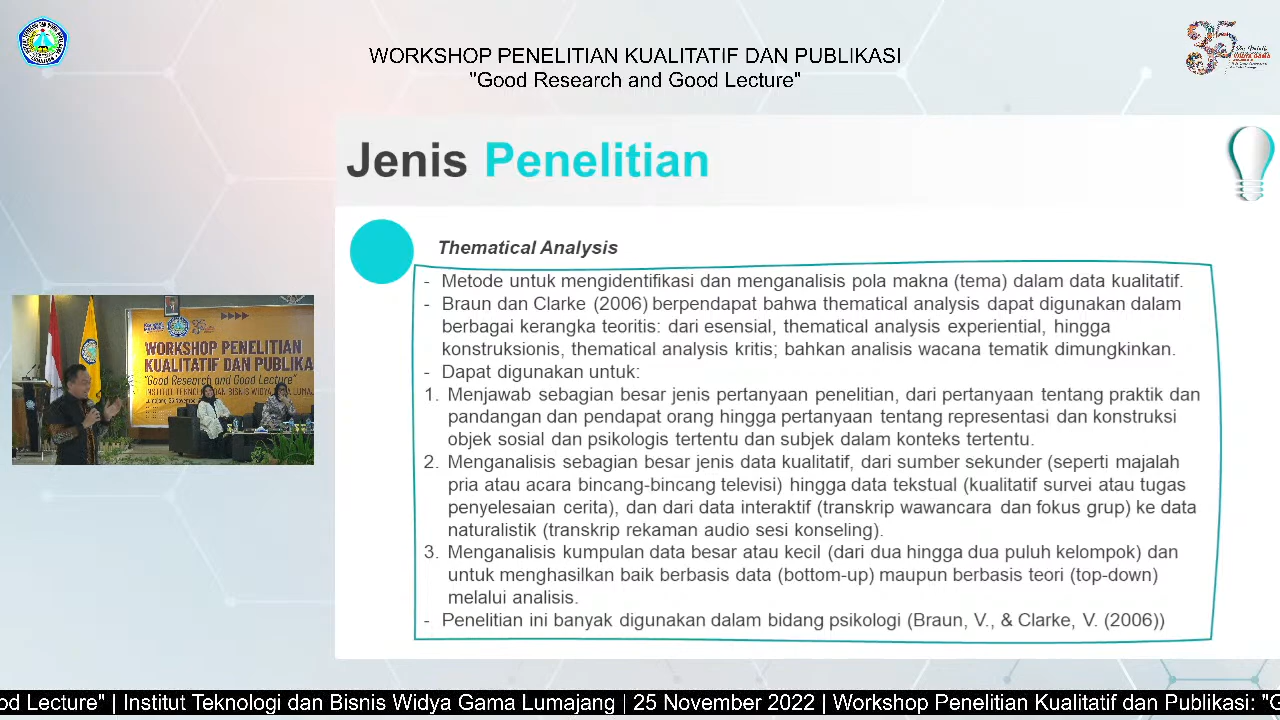 WORKSHOP PENELITIAN KUALITATIF DAN PUBLIKASI
"Good Research and Good Lecture"
35
Jenis Penelitian
Thematical Analysis
- Metode untuk mengidentifikasi dan menganalisis pola makna (tema) dalam data kualitatif.
- Braun dan Clarke (2006) berpendapat bahwa thematical analysis dapat digunakan dalam
berbagai kerangka teoritis: dari esensial, thematical analysis experiential, hingga
konstruksionis, thematical analysis kritis; bahkan analisis wacana tematik dimungkinkan.
- Dapat digunakan untuk:
1. Menjawab sebagian besar jenis pertanyaan penelitian, dari pertanyaan tentang praktik dan
pandangan dan pendapat orang hingga pertanyaan tentang representasi dan konstruksi
objek sosial dan psikologis tertentu dan subjek dalam konteks tertentu.
2. Menganalisis sebagian besar jenis data kualitatif, dari sumber sekunder (seperti majalah
pria atau acara bincang-bincang televisi) hingga data tekstual (kualitatif survei atau tugas
penyelesaian cerita), dan dari data interaktif (transkrip wawancara dan fokus grup) ke data
naturalistik (transkrip rekaman audio sesi konseling).
3. Menganalisis kumpulan data besar atau kecil (dari dua hingga dua puluh kelompok) dan
untuk menghasilkan baik berbasis data (bottom-up) maupun berbasis teori (top-down)
melalui analisis.
- Penelitian ini banyak digunakan dalam bidang psikologi (Braun, V., & Clarke, V. (2006))
WORKSHOP PENELITIAN
KUALITATIF DAN PUBLIKA
"Good Research and Good Lecture"
INSTITUT TEKNOLOGI DAN BISNIS WIDYA GAMA LUMAJ
od Lecture" | Institut Teknologi dan Bisnis Widya Gama Lumajang | 25 November 2022 | Workshop Penelitian Kualitatif dan Publikasi: "G